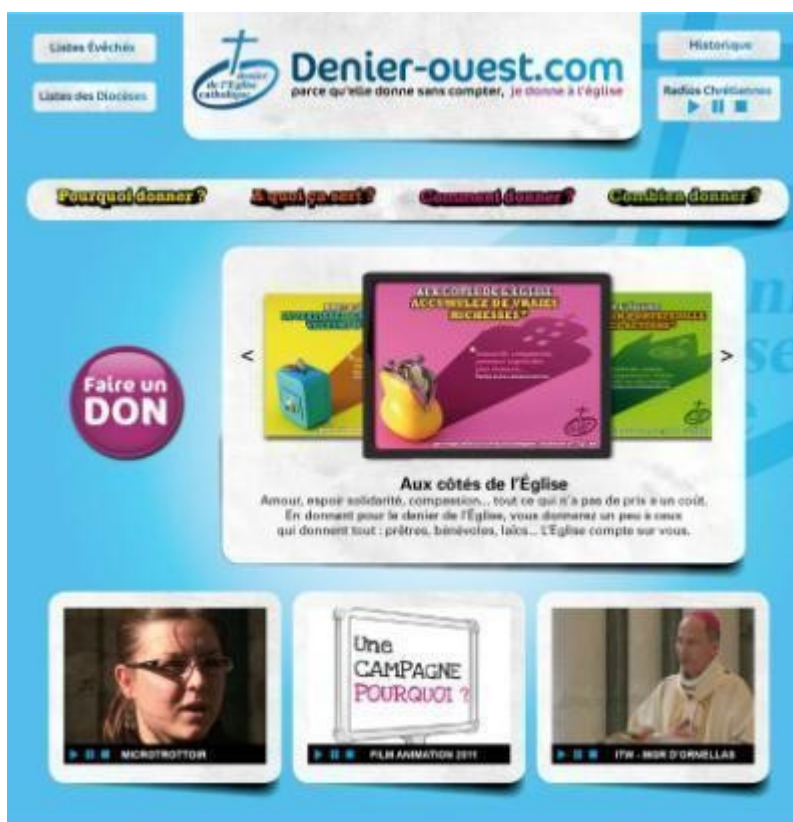 Listes Évêchés
Listes des Diocèses
denier
de l'Eglise
catholique
Denier-ouest.com
parce qu'elle donne sans compter, je donne à l'église
Historique
Radios Chrétiennes
Pourquoi donner ?
A quoi ça sert ?
Comment donner ?
Combien donner ?
Faire un
DON
<
AUX CÔTÉS DE L'ÉGLISE
ACCUMULEZ DE VRAIES
RICHESSES*
>
Aux côtés de l'Église
Amour, espoir solidarité, compassion... tout ce qui n'a pas de prix a un coût.
En donnant pour le denier de l'Église, vous donnerez un peu à ceux
qui donnent tout : prêtres, bénévoles, laïcs... L'Église compte sur vous.
MICROTROTTOIR
Une
CAMPAGNE
POURQUOI ?
FILM ANIMATION 2011
ITW - MGR D'ORNELLAS